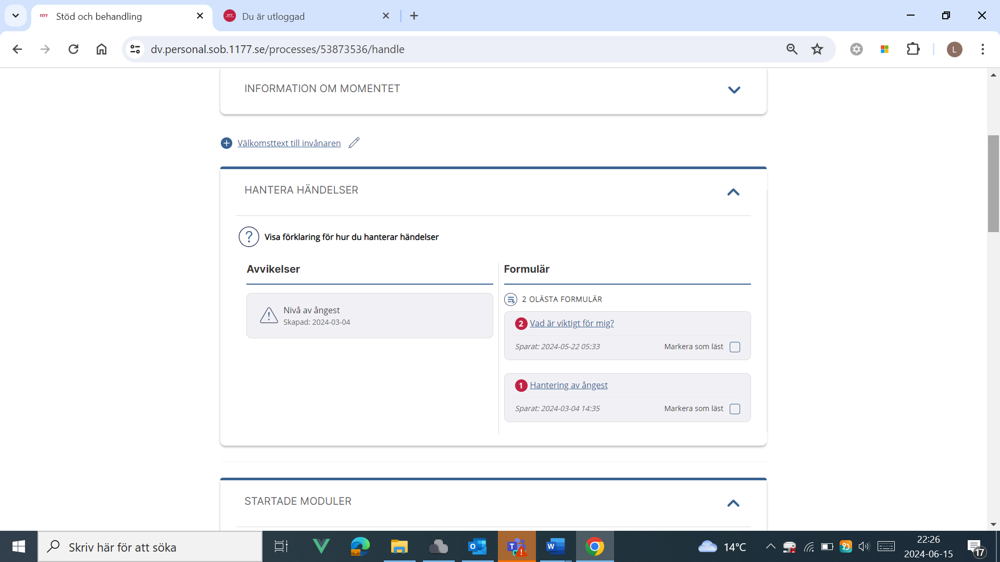 1177
Stöd och behandling
1177
Du är utloggad
dv.personal.sob.1177.se/processes/53873536/handle
L
INFORMATION OM MOMENTET
Välkomsttext till invånaren
HANTERA HÄNDELSER
? Visa förklaring för hur du hanterar händelser
Avvikelser
Nivå av ångest
Skapad: 2024-03-04
Formulär
2 OLÄSTA FORMULÄR
2 Vad är viktigt för mig?
Sparat: 2024-05-22 05:33 Markera som läst
1 Hantering av ångest
Sparat: 2024-03-04 14:35 Markera som läst
STARTADE MODULER
Skriv här för att söka
14°C
22:26
2024-06-15
17